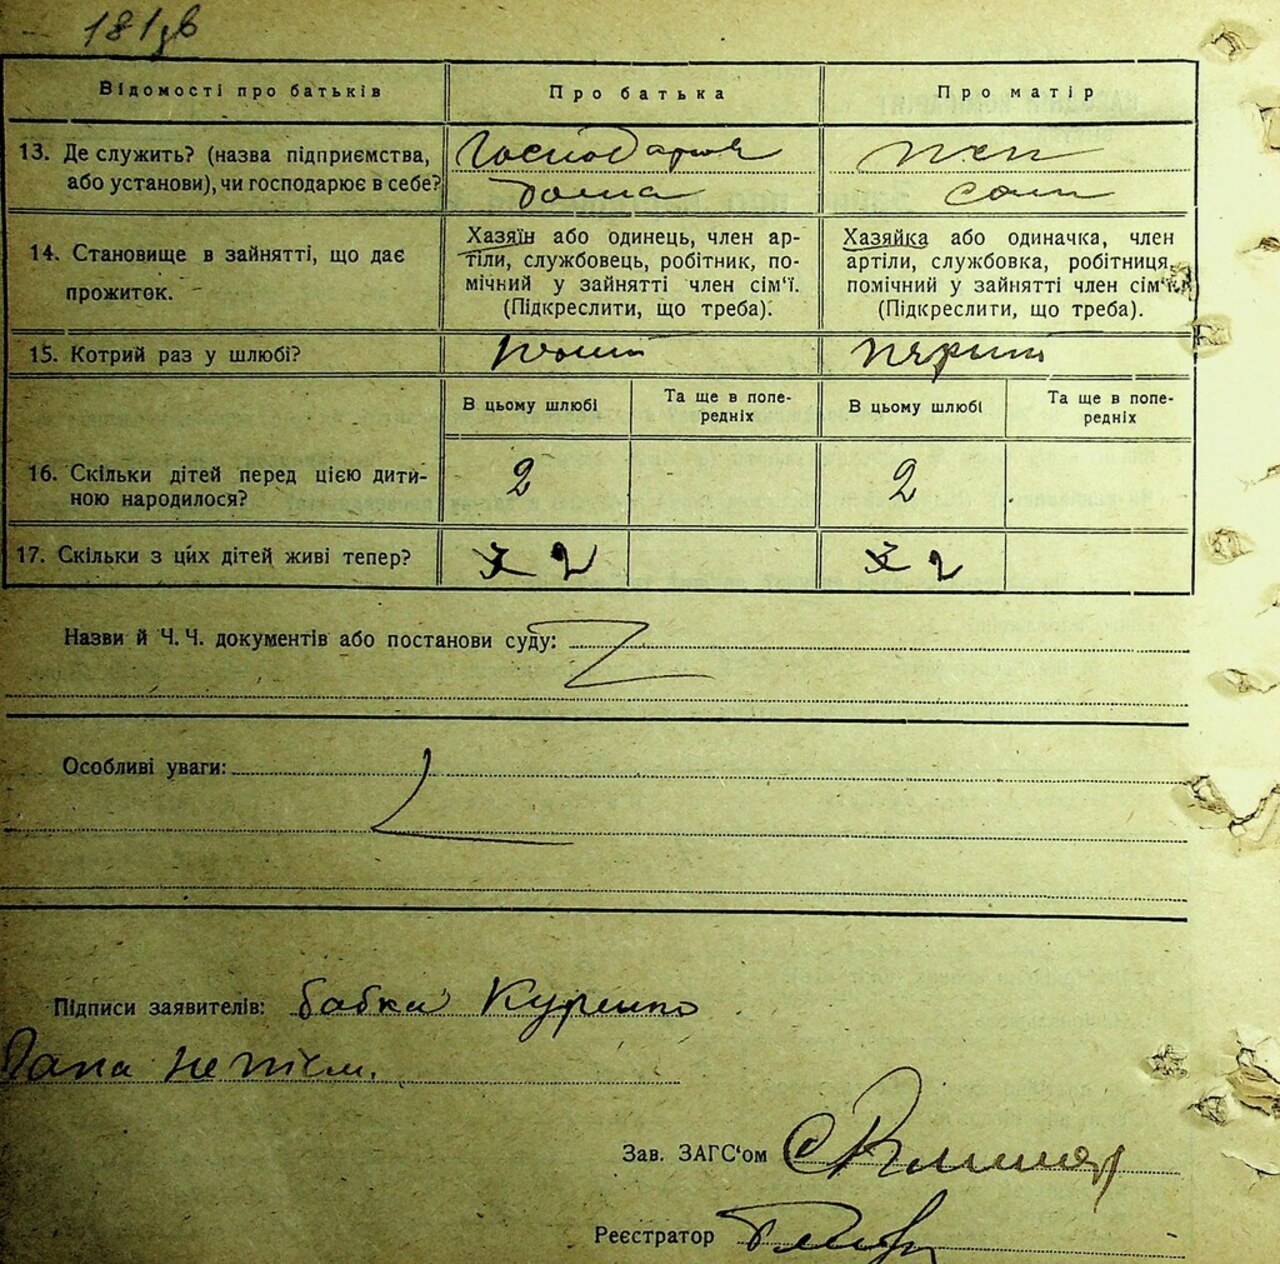 181зв
Відомості про батьків
Про батька
Про матір
13. Де служить? (назва підприємства,
або установи), чи господарює в себе?
Господарюя
дома
14. Становище в зайнятті, що дає
прожиток.
Хазяїн або одинець, член ар-
тіли, службовець, робітник, по-
мічний у зайнятті член сім‘ї.
(Підкреслити, що треба).
Хазяйка або одиначка, член
артіли, службовка, робітниця,
помічний у зайнятті член сім‘ї.
(Підкреслити, що треба).
15. Котрий раз у шлюбі?
В цьому шлюбі
Та ще в попе-
редніх
В цьому шлюбі
Та ще в попе-
редніх
16. Скільки дітей перед цією дити-
ною народилося?
2
2
17. Скільки з цих дітей живі тепер?
2
2
Назви й Ч. Ч. документів або постанови суду:
Особливі уваги:
Підписи заявителів: бабка
Зав. ЗАГС‘ом
Реєстратор